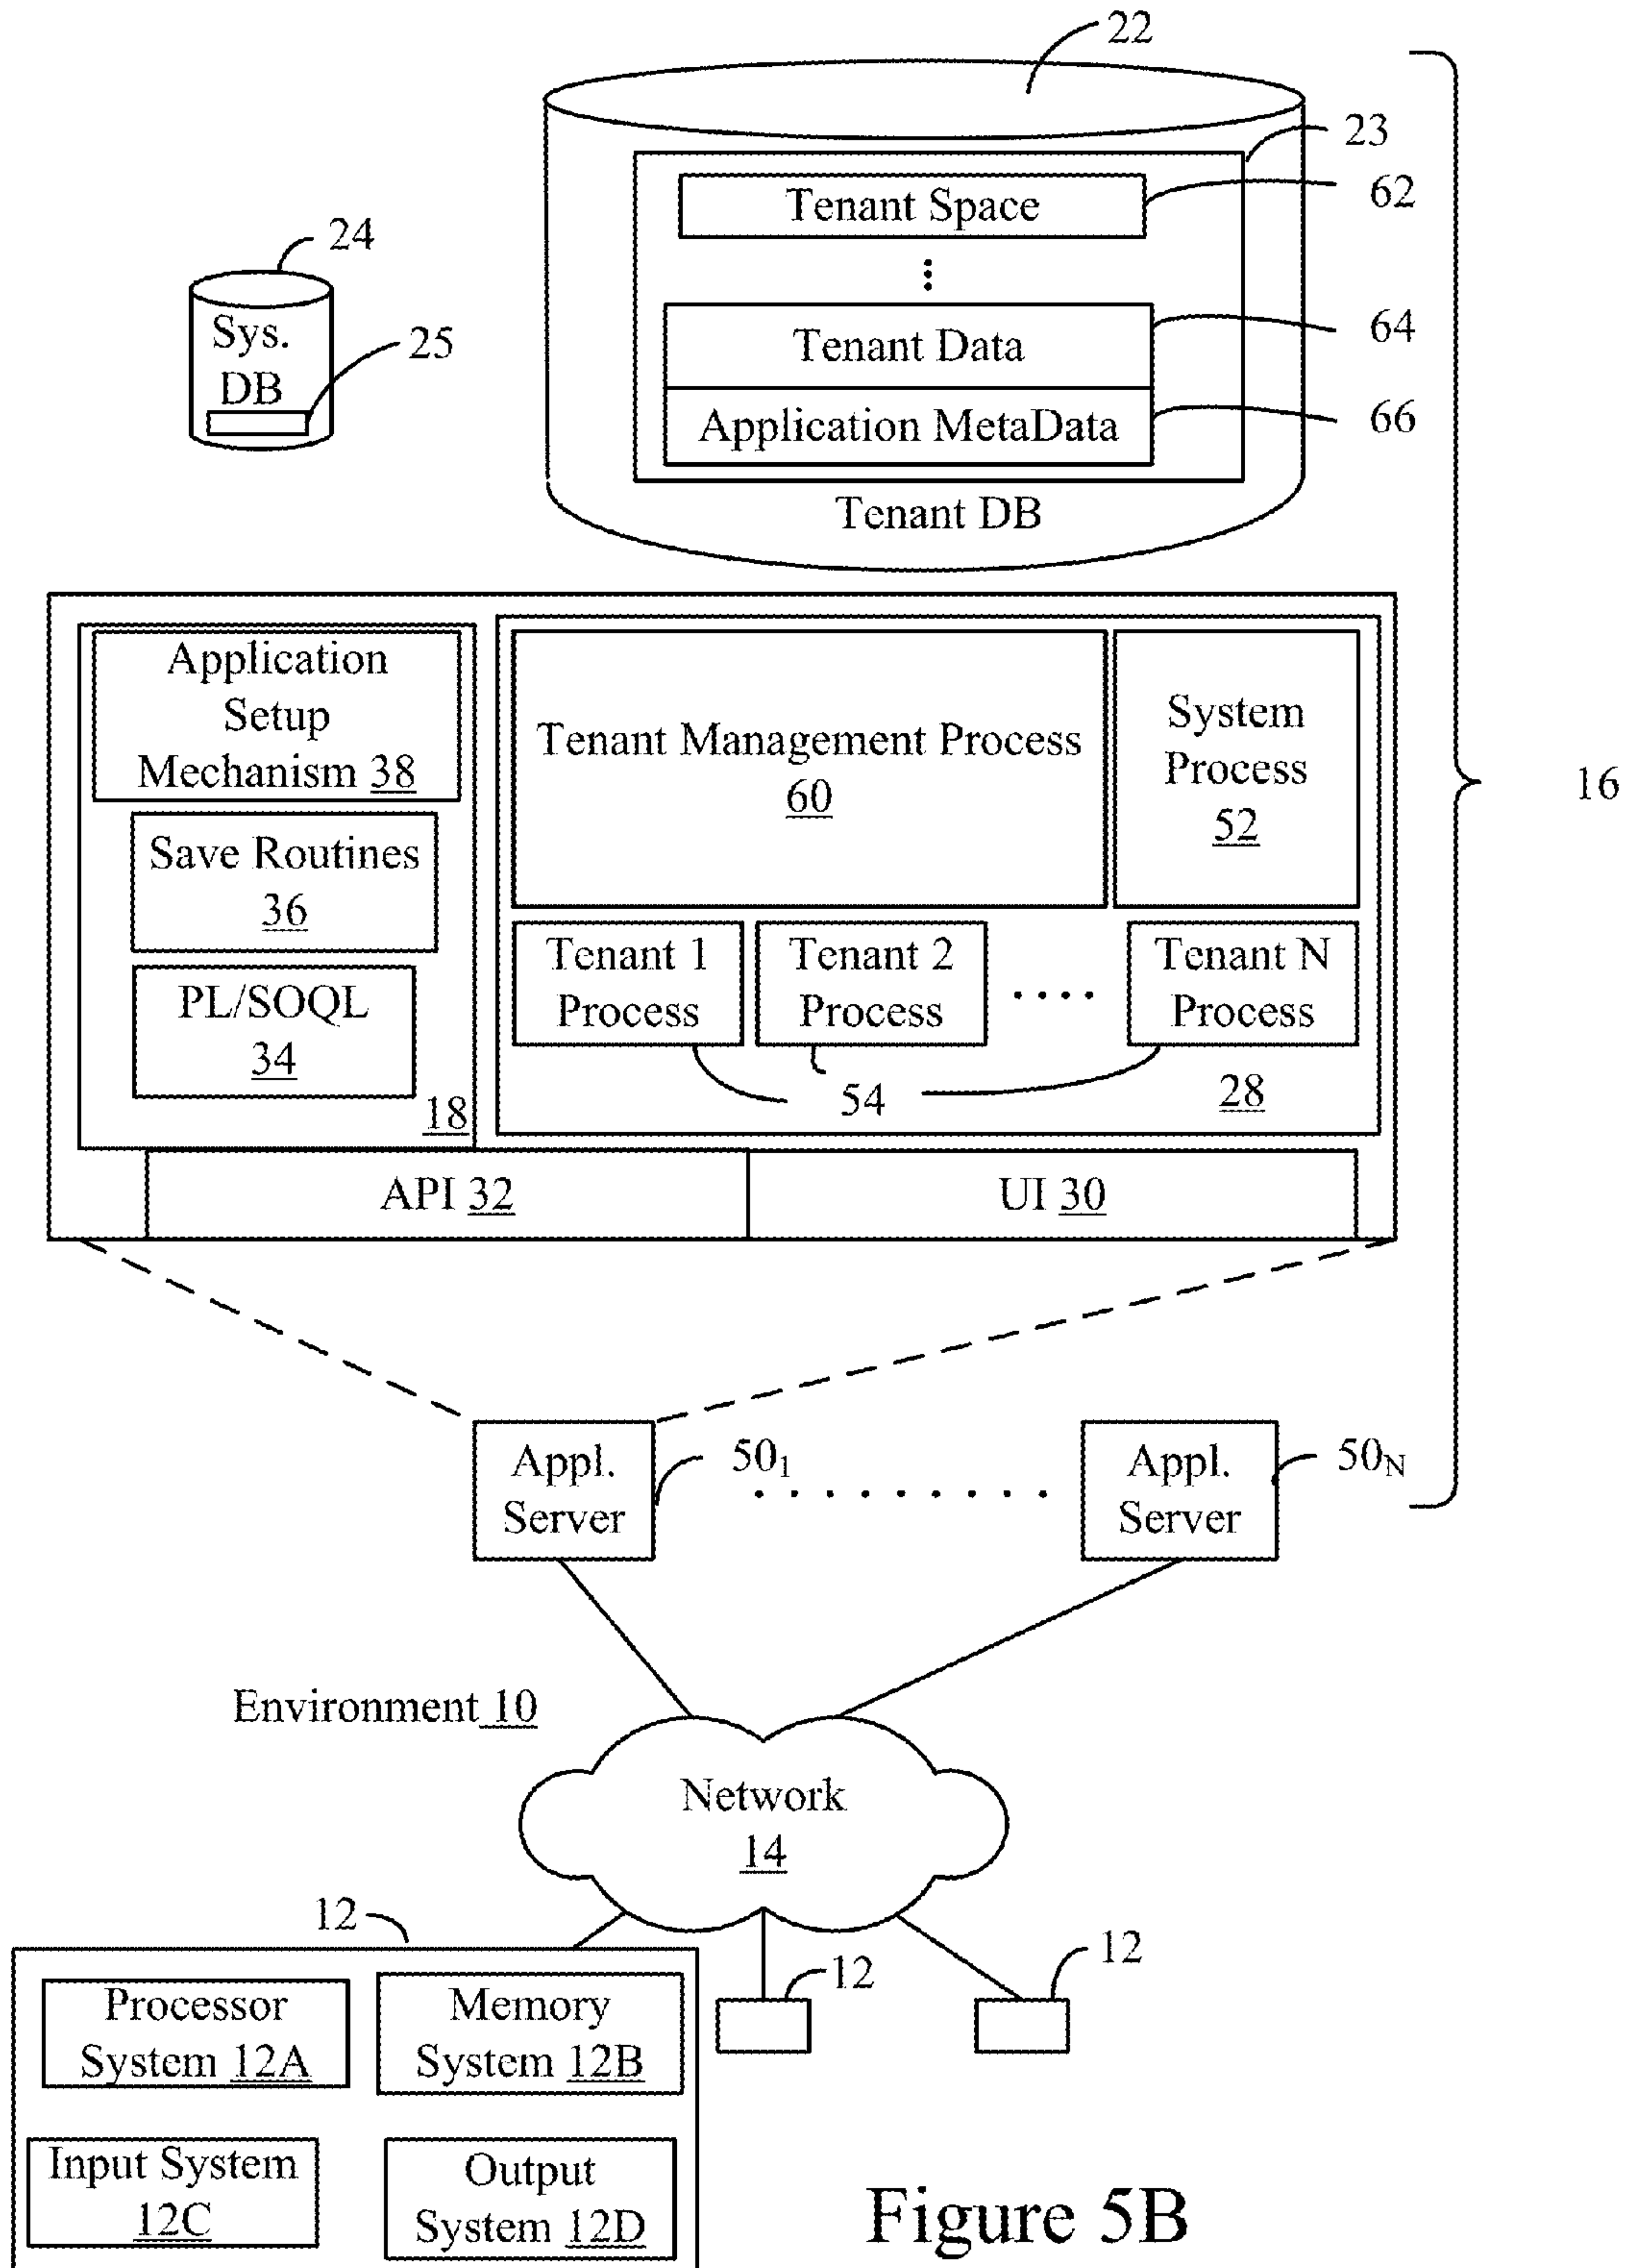 22
23
Tenant Space
62
24
Sys.
DB
25
Tenant Data
64
Application MetaData
66
Tenant DB
Application
Setup
Mechanism 38
Save Routines
36
PL/SOQL
34
18
Tenant Management Process
60
System
Process
52
16
Tenant 1
Process
Tenant 2
Process
Tenant N
Process
54
28
API 32
UI 30
Appl.
Server
50₁
Appl.
Server
50N
Environment 10
Network
14
12
12
12
Processor
System 12A
Memory
System 12B
Input System
12C
Output
System 12D
Figure 5B